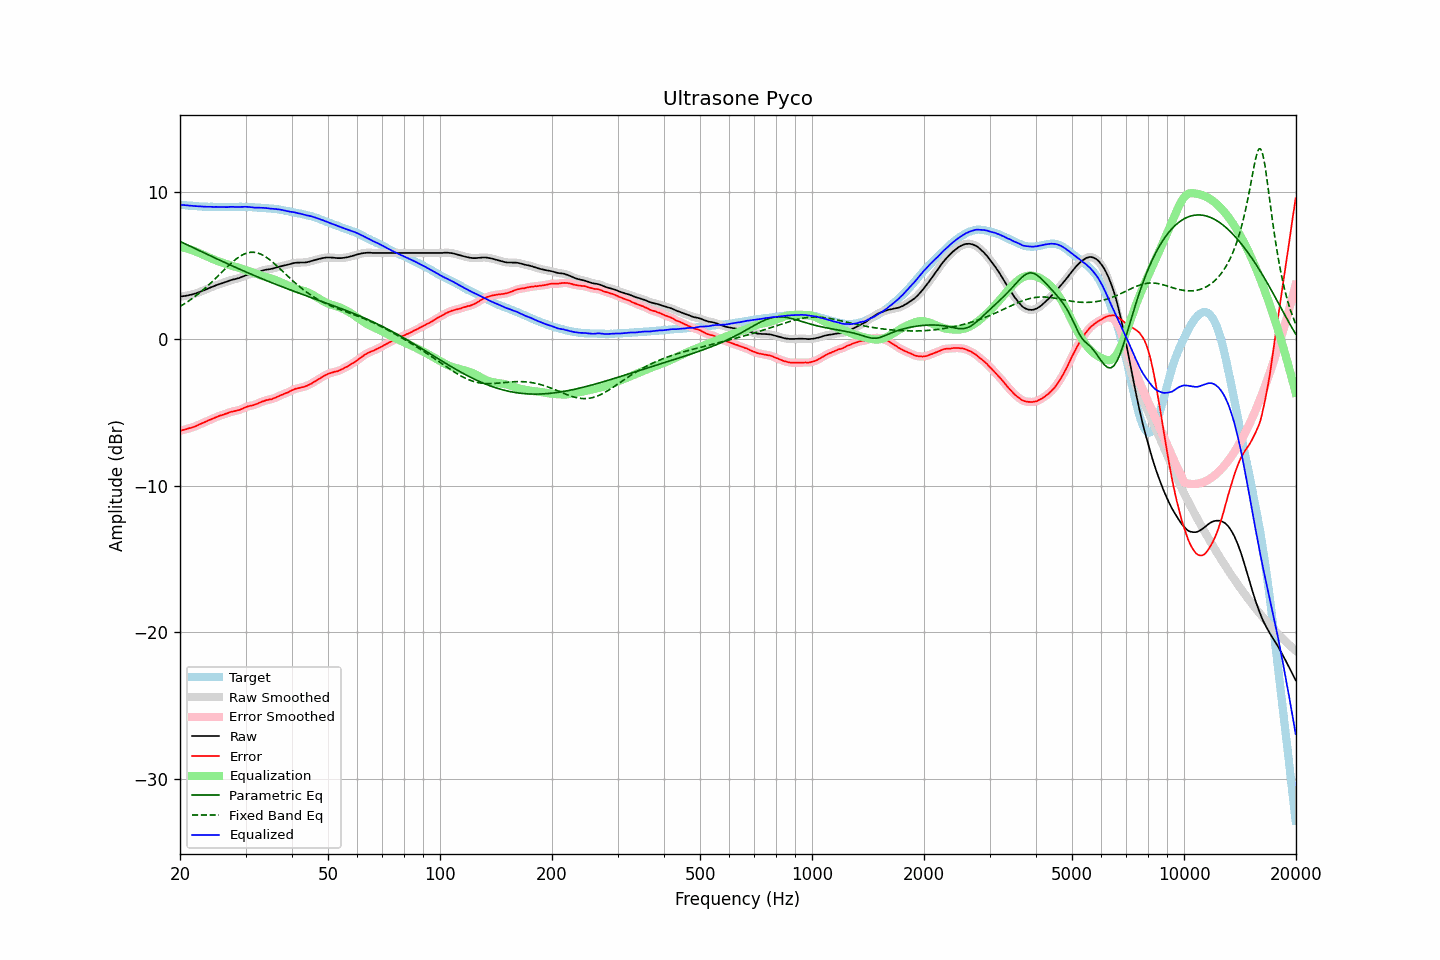 Ultrasone Pyco
10
0
−10
−20
−30
Amplitude (dBr)
Target
Raw Smoothed
Error Smoothed
Raw
Error
Equalization
Parametric Eq
Fixed Band Eq
Equalized
20 50 100 200 500 1000 2000 5000 10000 20000
Frequency (Hz)